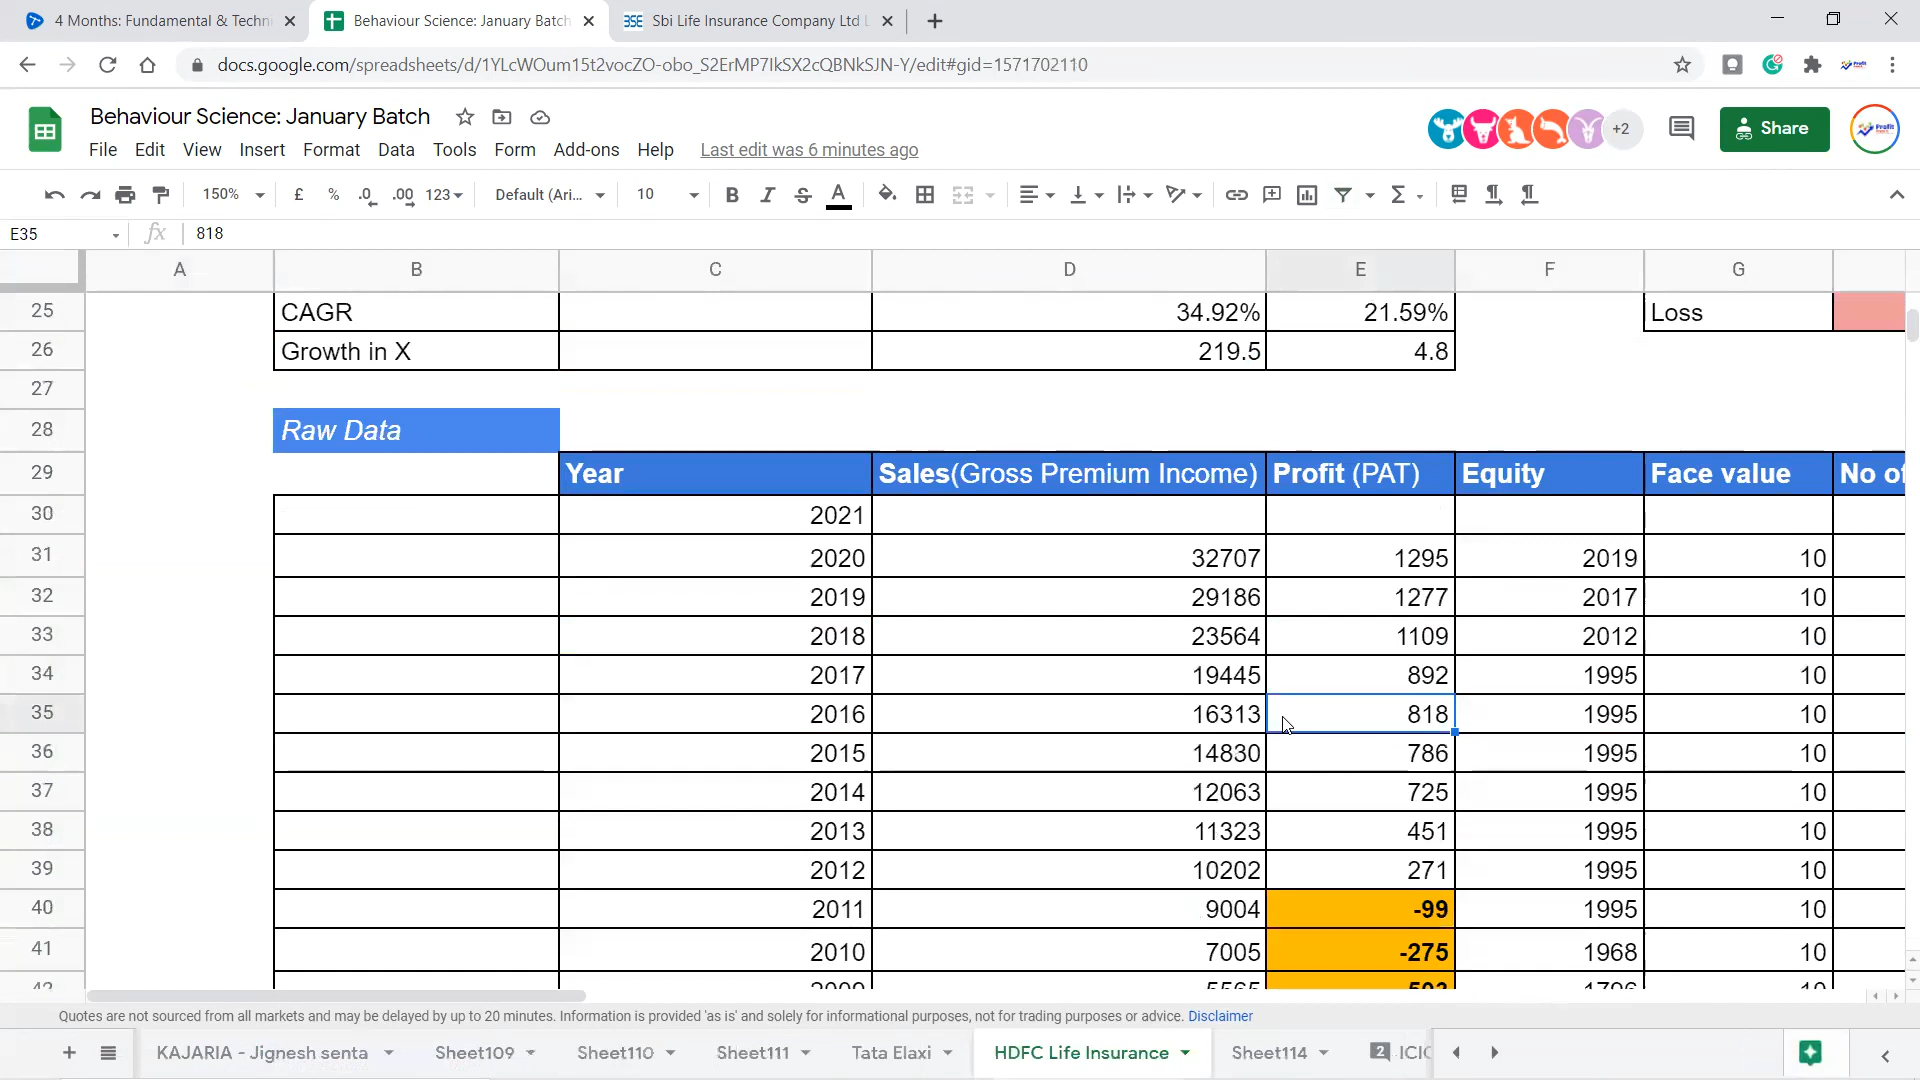 4 Months: Fundamental & Techni
Behaviour Science: January Batch
BSE Sbi Life Insurance Company Ltd L
docs.google.com/spreadsheets/d/1YLcWOum15t2vocZO-obo_S2ErMP7IkSX2cQBNkSJN-Y/edit#gid=1571702110
Behaviour Science: January Batch
+2
Share
File Edit View Insert Format Data Tools Form Add-ons Help Last edit was 6 minutes ago
150% £ % .0 .00 123 Default (Ari... 10 B I S A Σ
E35 fx 818
A B C D E F G
25 CAGR 34.92% 21.59% Loss
26 Growth in X 219.5 4.8
27
28 Raw Data
29 Year Sales(Gross Premium Income) Profit (PAT) Equity Face value No of
30 2021
31 2020 32707 1295 2019 10
32 2019 29186 1277 2017 10
33 2018 23564 1109 2012 10
34 2017 19445 892 1995 10
35 2016 16313 818 1995 10
36 2015 14830 786 1995 10
37 2014 12063 725 1995 10
38 2013 11323 451 1995 10
39 2012 10202 271 1995 10
40 2011 9004 -99 1995 10
41 2010 7005 -275 1968 10
42 2009 5565 -503 1796 10
Quotes are not sourced from all markets and may be delayed by up to 20 minutes. Information is provided 'as is' and solely for informational purposes, not for trading purposes or advice. Disclaimer
KAJARIA - Jignesh senta Sheet109 Sheet110 Sheet111 Tata Elaxi HDFC Life Insurance Sheet114 2 ICIC